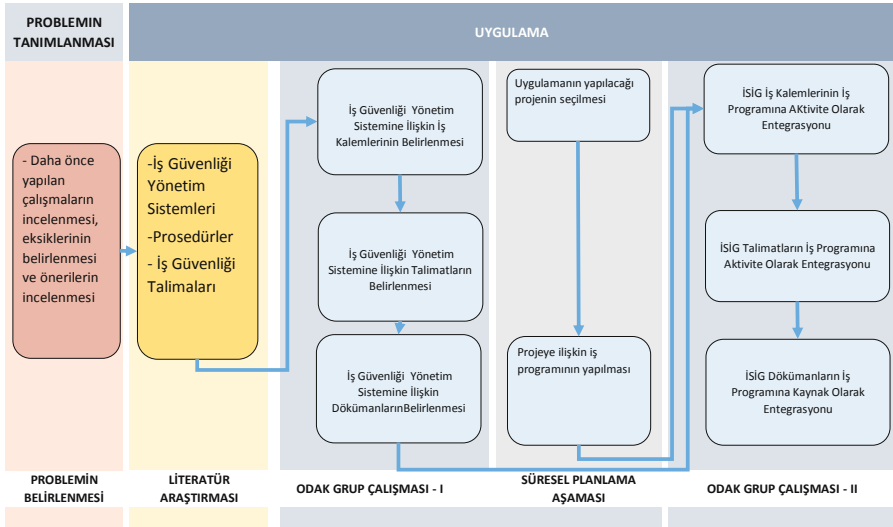 PROBLEMIN
TANIMLANMASI
UYGULAMA
- Daha önce
yapılan
çalışmaların
incelenmesi,
eksiklerinin
belirlenmesi
ve önerilerin
incelenmesi
-İş Güvenliği
Yönetim
Sistemleri
-Prosedürler
- İş Güvenliği
Talimaları
İş Güvenliği Yönetim
Sistemine İlişkin İş
Kalemlerinin Belirlenmesi
İş Güvenliği Yönetim
Sistemine İlişkin Talimatların
Belirlenmesi
İş Güvenliği Yönetim
Sistemine İlişkin
DökümanlarınBelirlenmesi
Uygulamanın yapılacağı
projenin seçilmesi
Projeye ilişkin iş
programının yapılması
İSİG İş Kalemlerinin İş
Programına AKtivite Olarak
Entegrasyonu
İSİG Talimatların İş Programına
Aktivite Olarak Entegrasyonu
İSİG Dökümanların İş
Programına Kaynak Olarak
Entegrasyonu
PROBLEMİN
BELİRLENMESİ
LİTERATÜR
ARAŞTIRMASI
ODAK GRUP ÇALIŞMASI - I
SÜRESEL PLANLAMA
AŞAMASI
ODAK GRUP ÇALIŞMASI - II